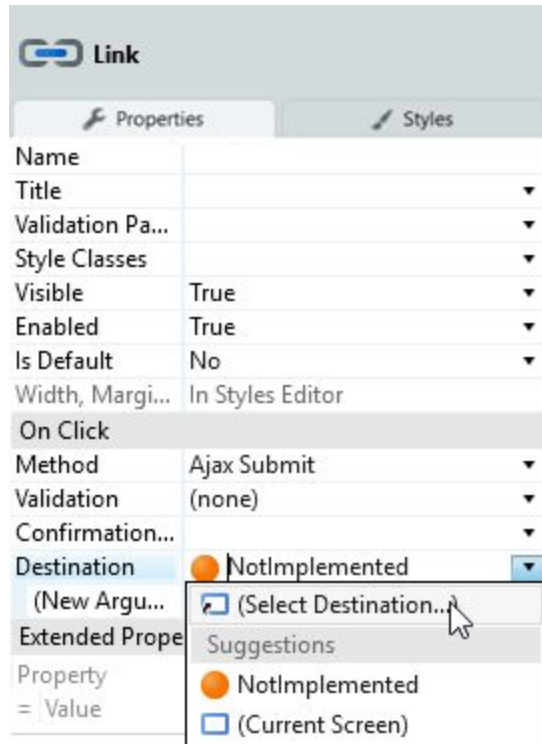 Link
Properties Styles
Name
Title
Validation Pa...
Style Classes
Visible True
Enabled True
Is Default No
Width, Margi... In Styles Editor
On Click
Method Ajax Submit
Validation (none)
Confirmation...
Destination NotImplemented
(New Argu... (Select Destination...)
Extended Prope Suggestions
Property NotImplemented
= Value (Current Screen)